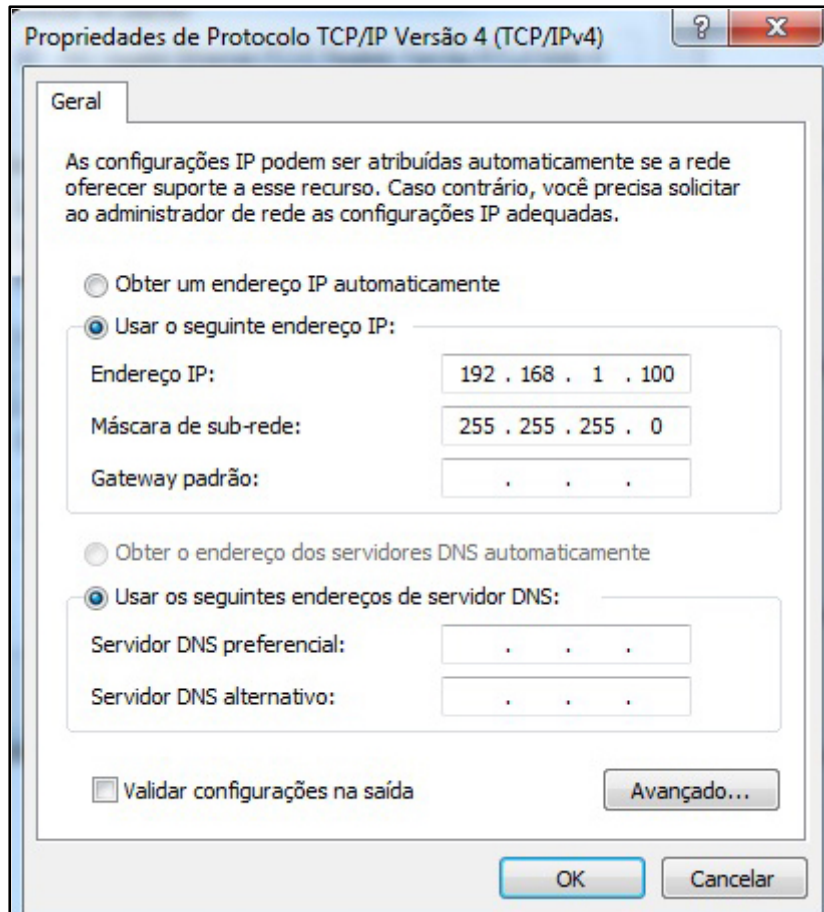 Propriedades de Protocolo TCP/IP Versão 4 (TCP/IPv4)
Geral
As configurações IP podem ser atribuídas automaticamente se a rede
oferecer suporte a esse recurso. Caso contrário, você precisa solicitar
ao administrador de rede as configurações IP adequadas.
Obter um endereço IP automaticamente
Usar o seguinte endereço IP:
Endereço IP: 192 . 168 . 1 . 100
Máscara de sub-rede: 255 . 255 . 255 . 0
Gateway padrão: . . .
Obter o endereço dos servidores DNS automaticamente
Usar os seguintes endereços de servidor DNS:
Servidor DNS preferencial: . . .
Servidor DNS alternativo: . . .
Validar configurações na saída Avançado...
OK Cancelar